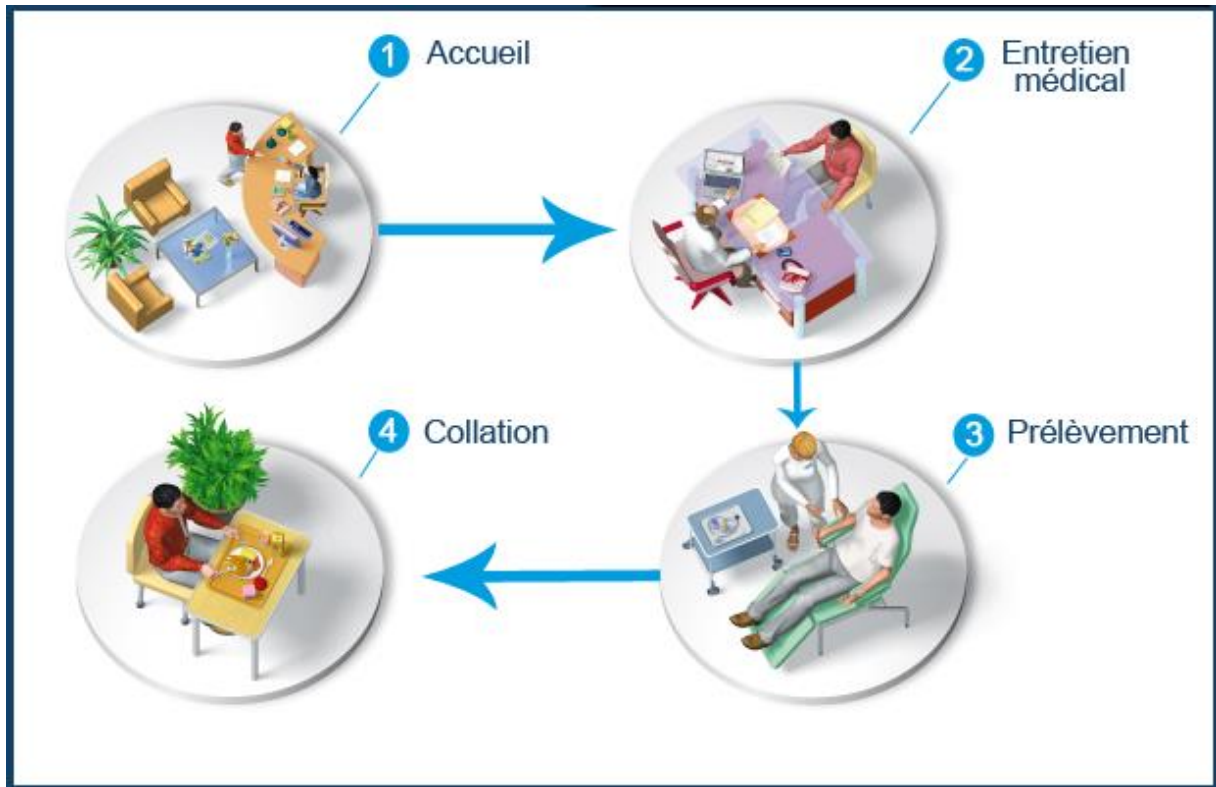 1 Accueil
2 Entretien
médical
3 Prélèvement
4 Collation